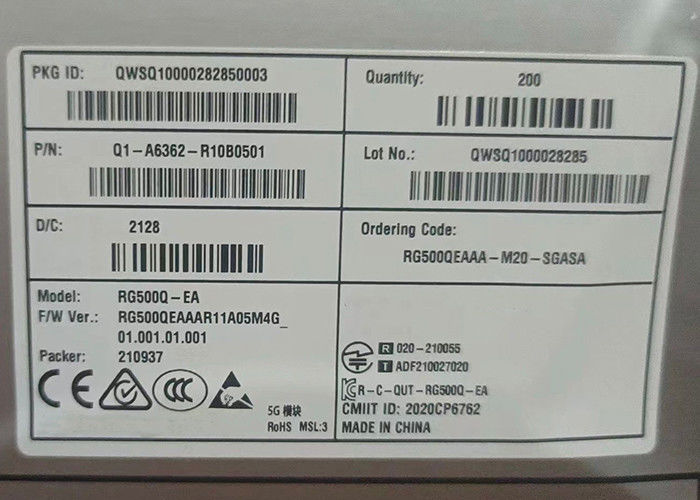 PKG ID: QWSQ10000282850003
Quantity: 200
P/N: Q1-A6362-R10B0501
Lot No.: QWSQ1000028285
D/C: 2128
Ordering Code:
RG500QEAAA-M20-SGASA
Model: RG500Q-EA
F/W Ver.: RG500QEAAAR11A05M4G_
01.001.01.001
Packer: 210937
CE
CCC
5G 模块
RoHS MSL:3
R 020-210055
T ADF210027020
R-C-QUT-RG500Q-EA
CMIIT ID: 2020CP6762
MADE IN CHINA